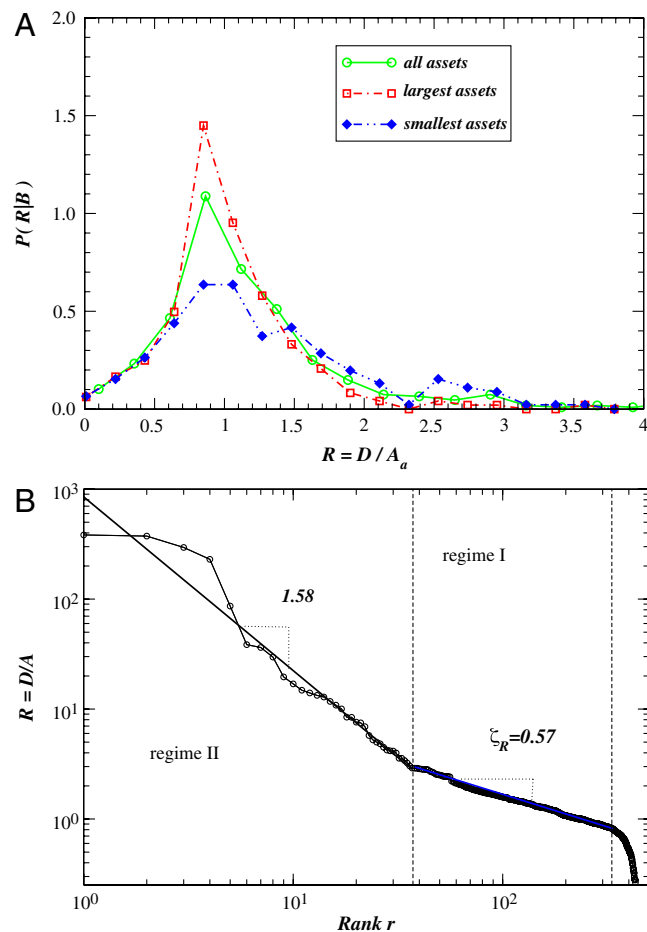 A
2.0
1.5
1.0
0.5
0.0
P( R|B )
all assets
largest assets
smallest assets
0 0.5 1 1.5 2 2.5 3 3.5 4
R = D / A_a
B
10^3
10^2
10^1
10^0
R = D/A
regime I
1.58
regime II
ζ_R=0.57
10^0 10^1 10^2
Rank r